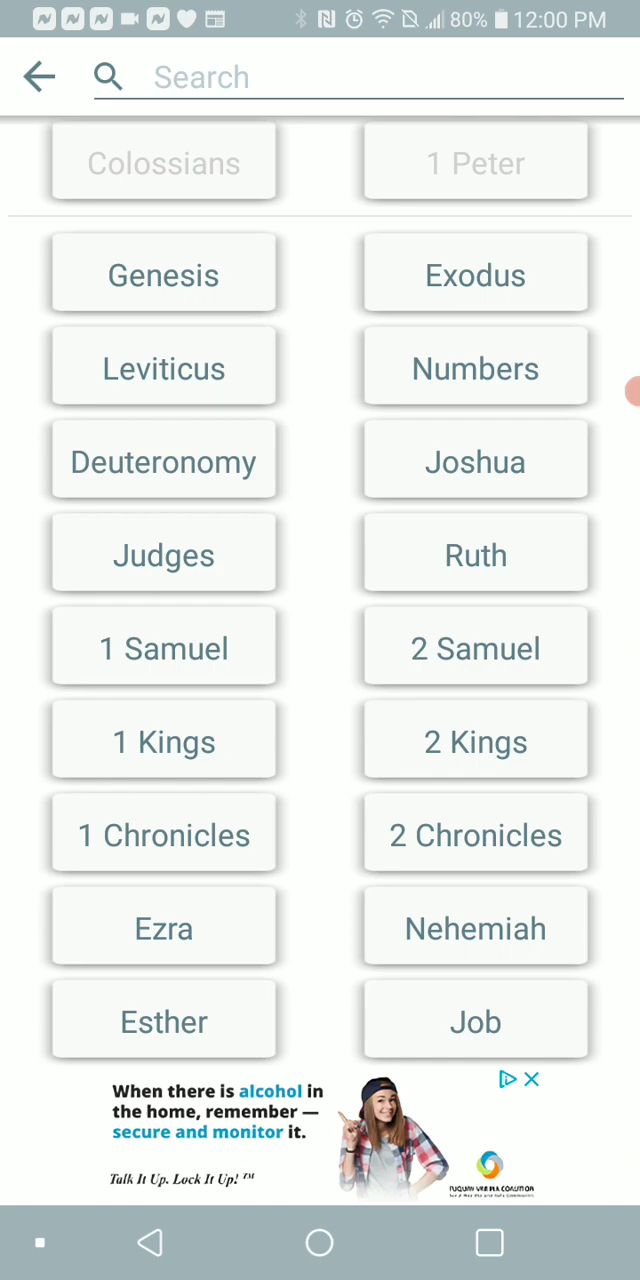 80% 12:00 PM
Search
Colossians 1 Peter
Genesis Exodus
Leviticus Numbers
Deuteronomy Joshua
Judges Ruth
1 Samuel 2 Samuel
1 Kings 2 Kings
1 Chronicles 2 Chronicles
Ezra Nehemiah
Esther Job
When there is alcohol in
the home, remember —
secure and monitor it.
Talk It Up. Lock It Up! ™
COALITION